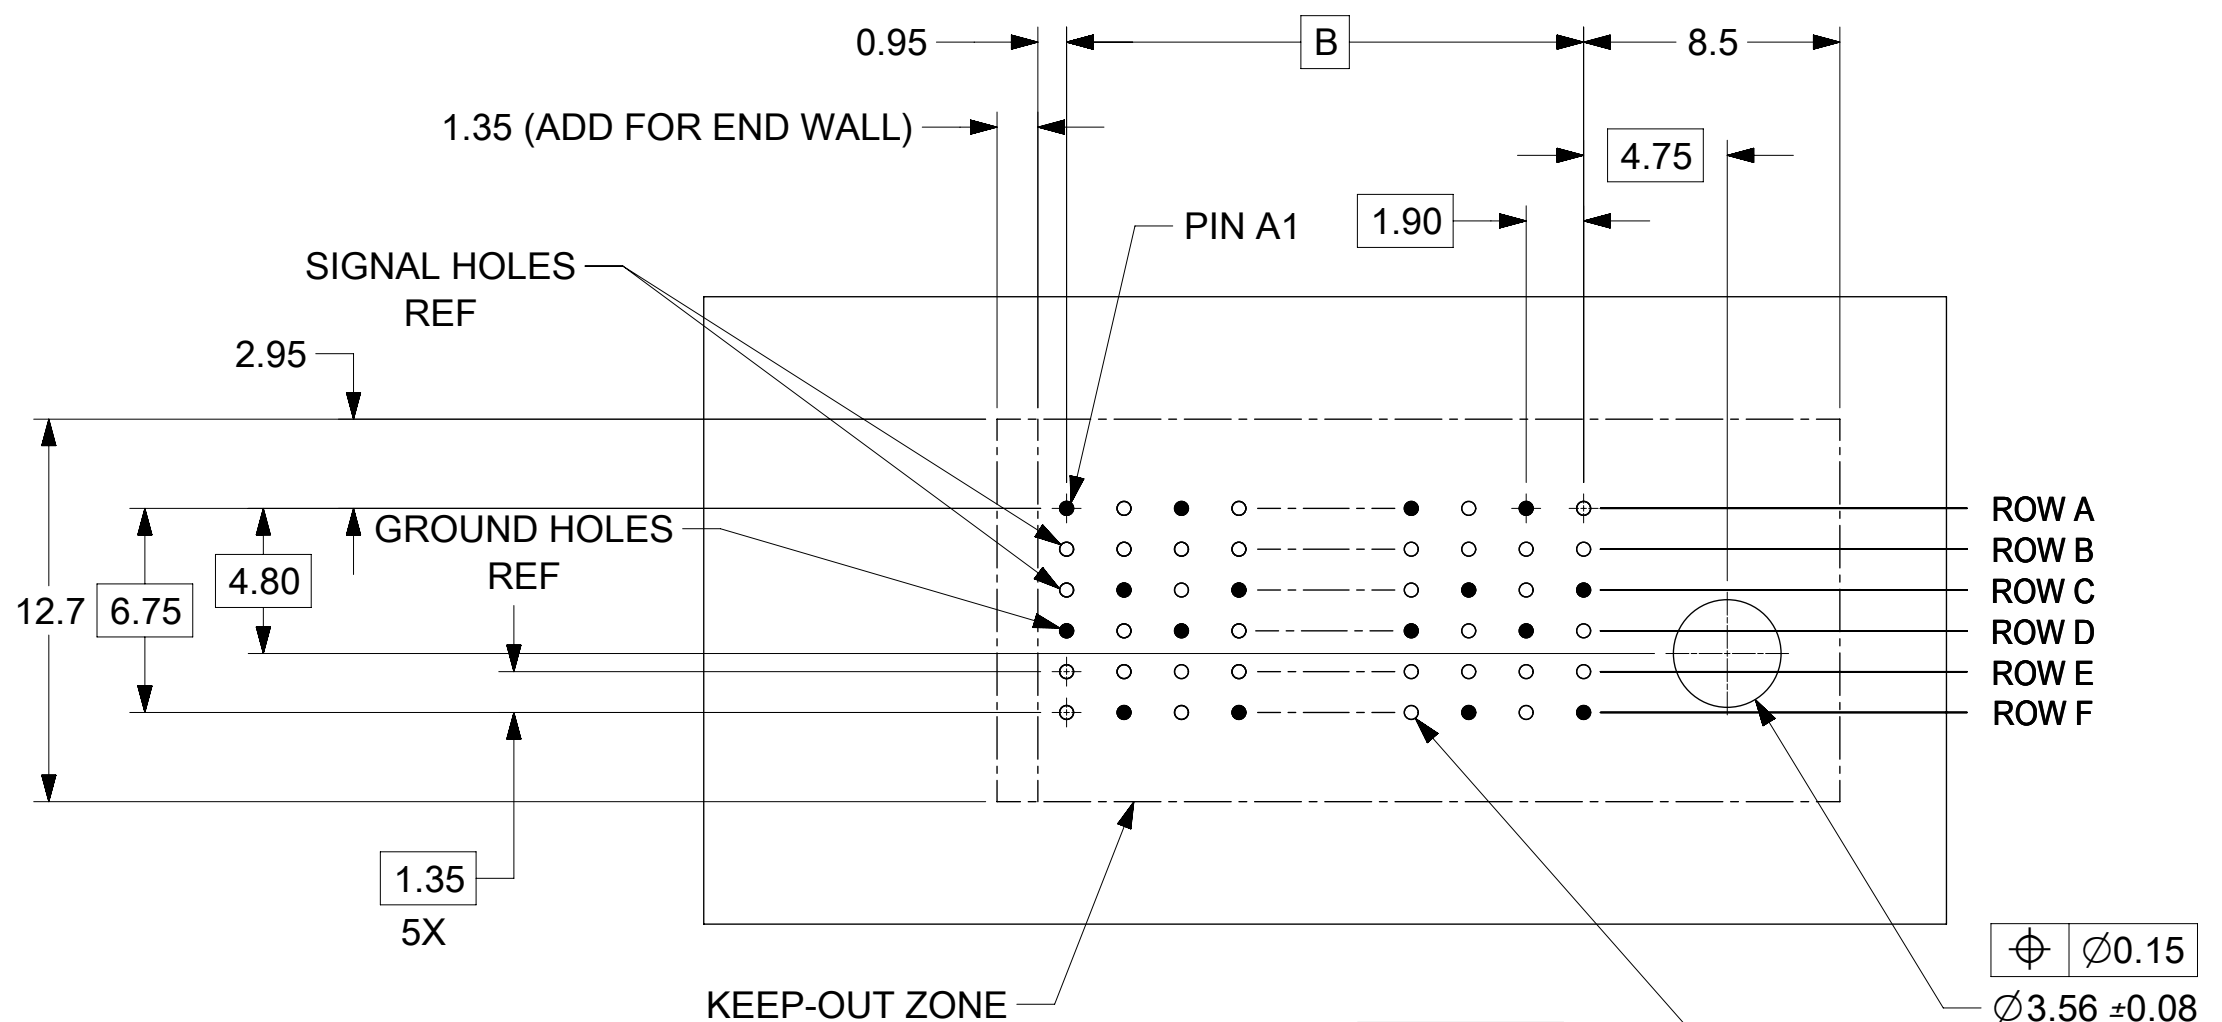 0.95
B
8.5
1.35 (ADD FOR END WALL)
4.75
1.90
PIN A1
SIGNAL HOLES
REF
2.95
ROW A
GROUND HOLES
REF
ROW B
4.80
ROW C
12.7
6.75
ROW D
ROW E
ROW F
1.35
5X
⌖ ∅0.15
KEEP-OUT ZONE
∅3.56 ±0.08